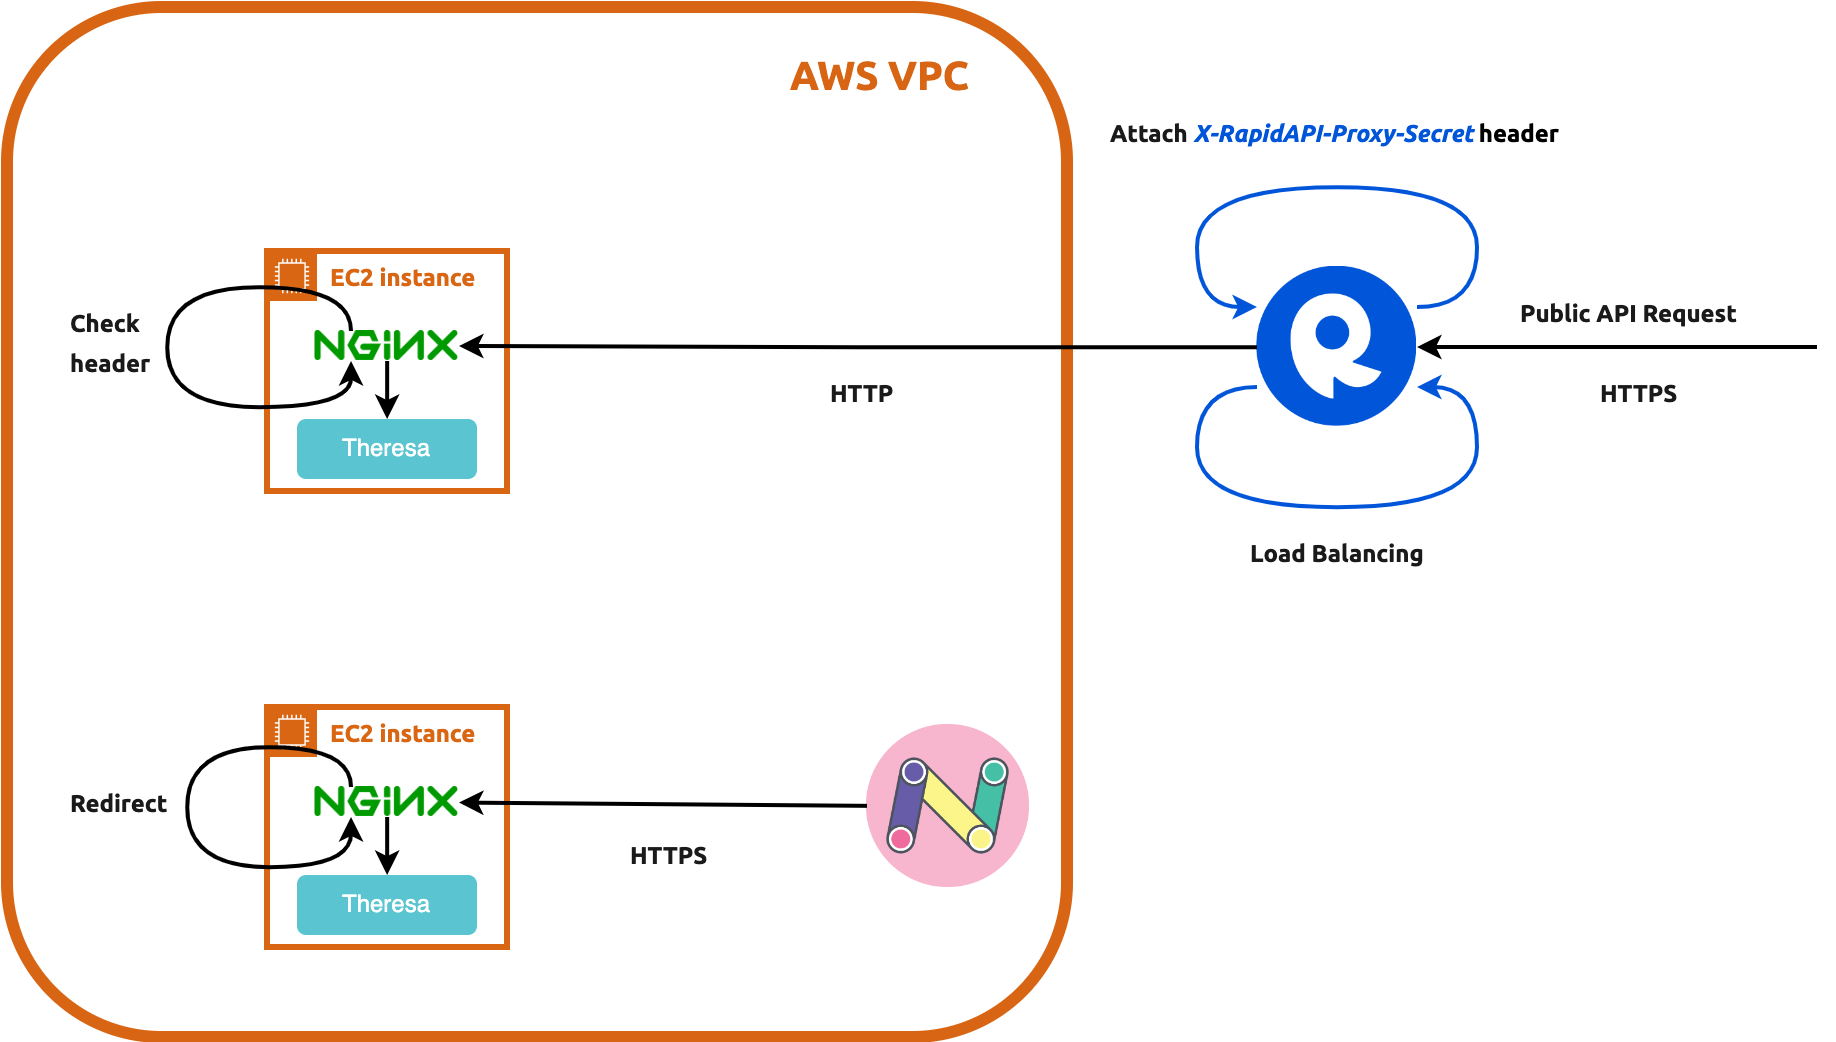 AWS VPC
Attach X-RapidAPI-Proxy-Secret header
EC2 instance
Check
header
NGINX
Theresa
HTTP
Public API Request
HTTPS
Load Balancing
EC2 instance
Redirect
NGINX
Theresa
HTTPS